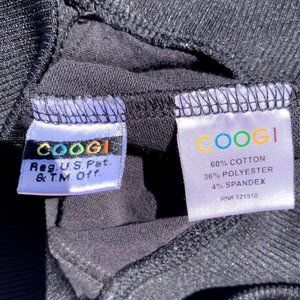 COOGI
Reg. U.S. Pat.
& TM Off.
COOGI
60% COTTON
36% POLYESTER
4% SPANDEX
RN# 121510